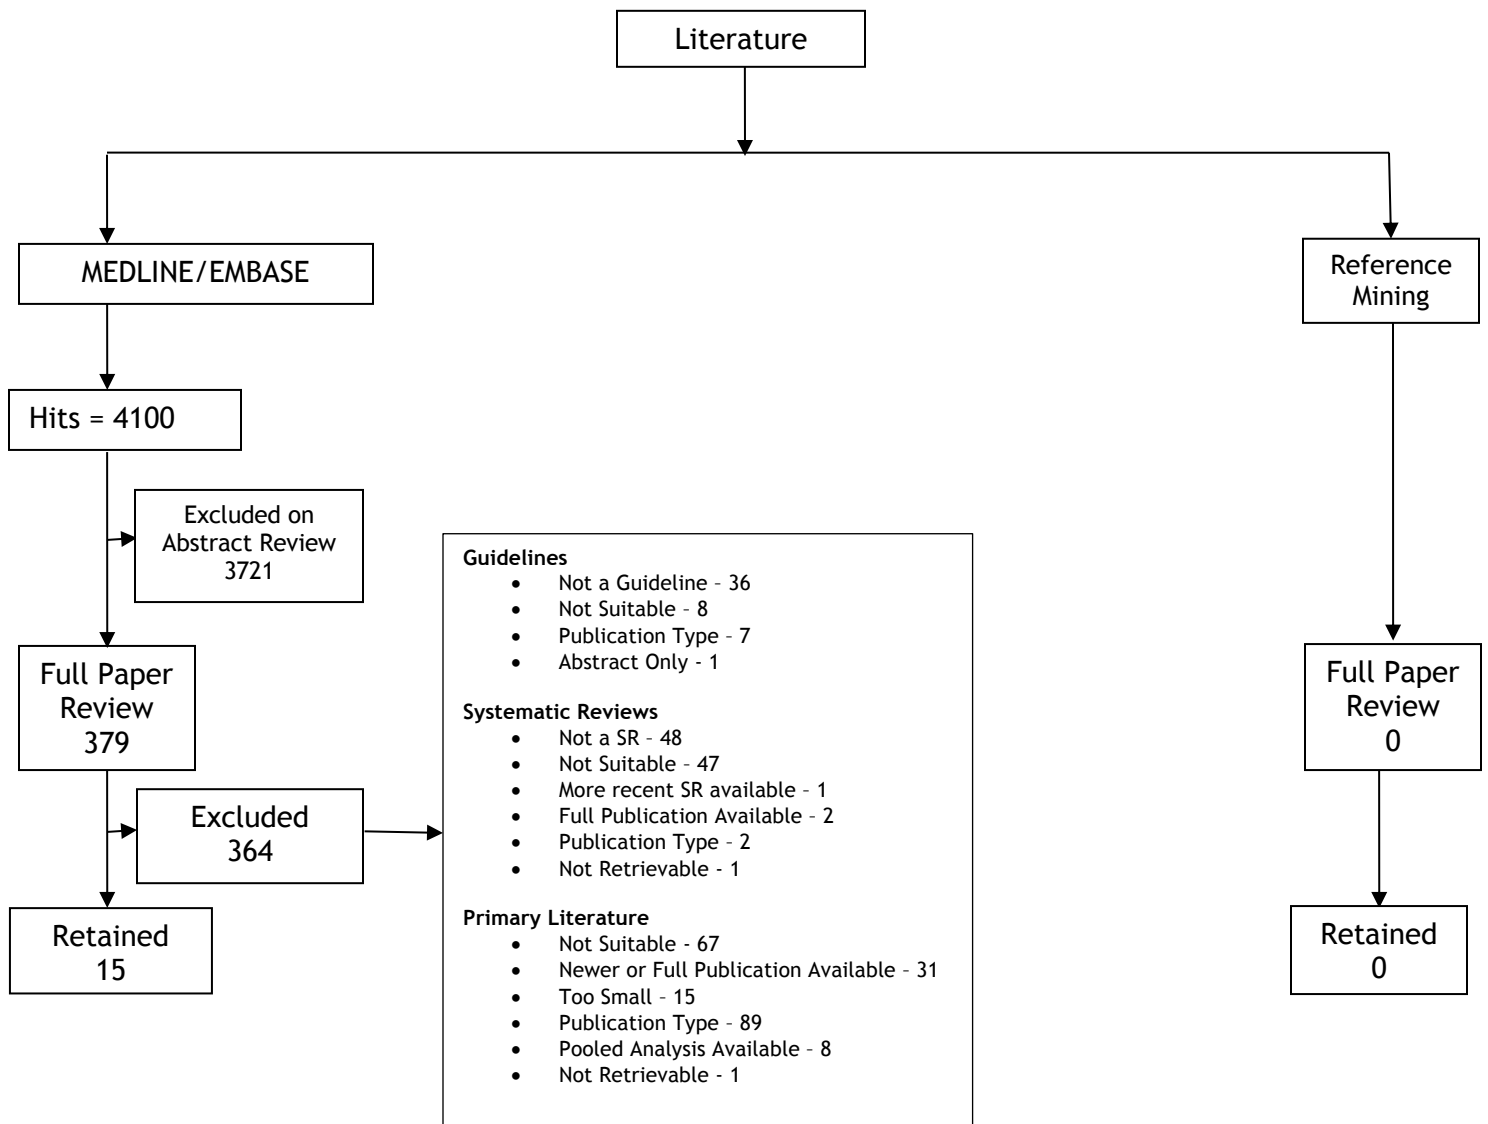 Literature
MEDLINE/EMBASE
Reference
Mining
Hits = 4100
Excluded on
Abstract Review
3721
Full Paper
Review
379
Excluded
364
Retained
15
Guidelines
• Not a Guideline – 36
• Not Suitable – 8
• Publication Type – 7
• Abstract Only - 1
Systematic Reviews
• Not a SR – 48
• Not Suitable – 47
• More recent SR available – 1
• Full Publication Available – 2
• Publication Type – 2
• Not Retrievable - 1
Primary Literature
• Not Suitable - 67
• Newer or Full Publication Available – 31
• Too Small – 15
• Publication Type – 89
• Pooled Analysis Available – 8
• Not Retrievable - 1
Full Paper
Review
0
Retained
0